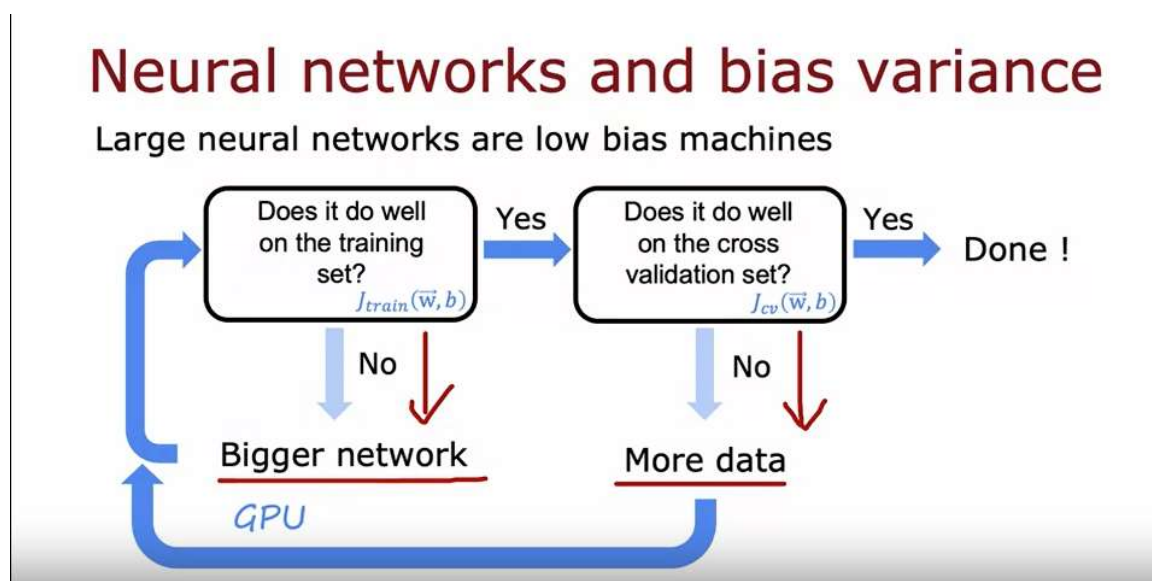 Neural networks and bias variance
Large neural networks are low bias machines
Does it do well
on the training
set?
J_train(w⃗, b)
Yes
Does it do well
on the cross
validation set?
J_cv(w⃗, b)
Yes
Done !
No
No
Bigger network
More data
GPU